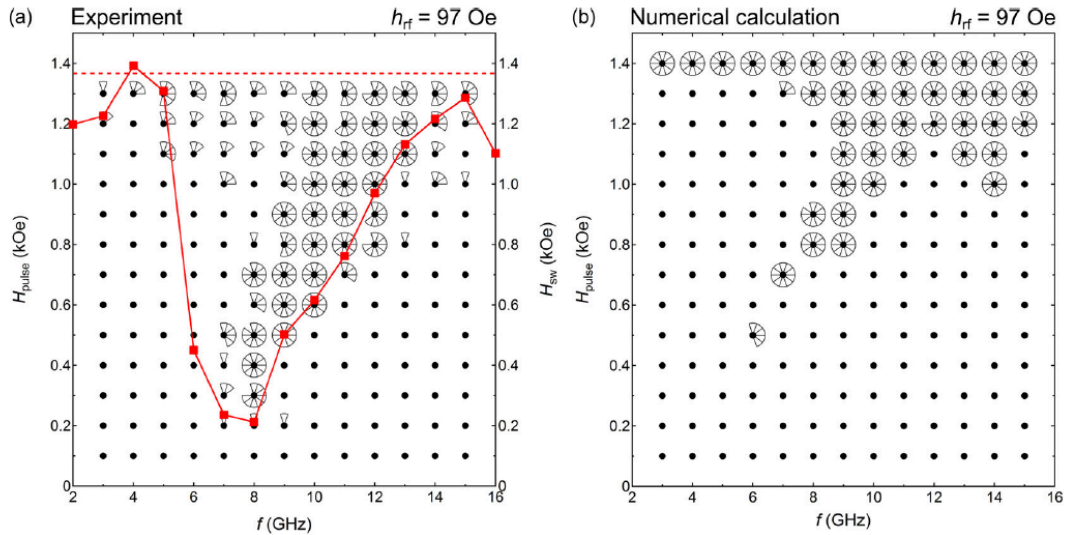 (a) Experiment h_rf = 97 Oe
H_pulse (kOe)
1.4
1.2
1.0
0.8
0.6
0.4
0.2
0
2 4 6 8 10 12 14 16
f (GHz)
1.4
1.2
1.0
0.8
0.6
0.4
0.2
0
H_sw (kOe)
(b) Numerical calculation h_rf = 97 Oe
H_pulse (kOe)
1.4
1.2
1.0
0.8
0.6
0.4
0.2
0
2 4 6 8 10 12 14 16
f (GHz)